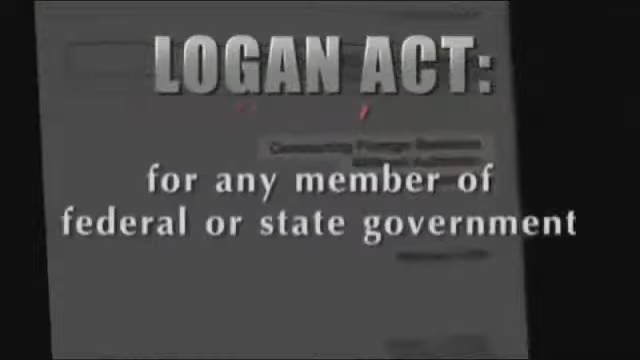 LOGAN ACT:
for any member of
federal or state government